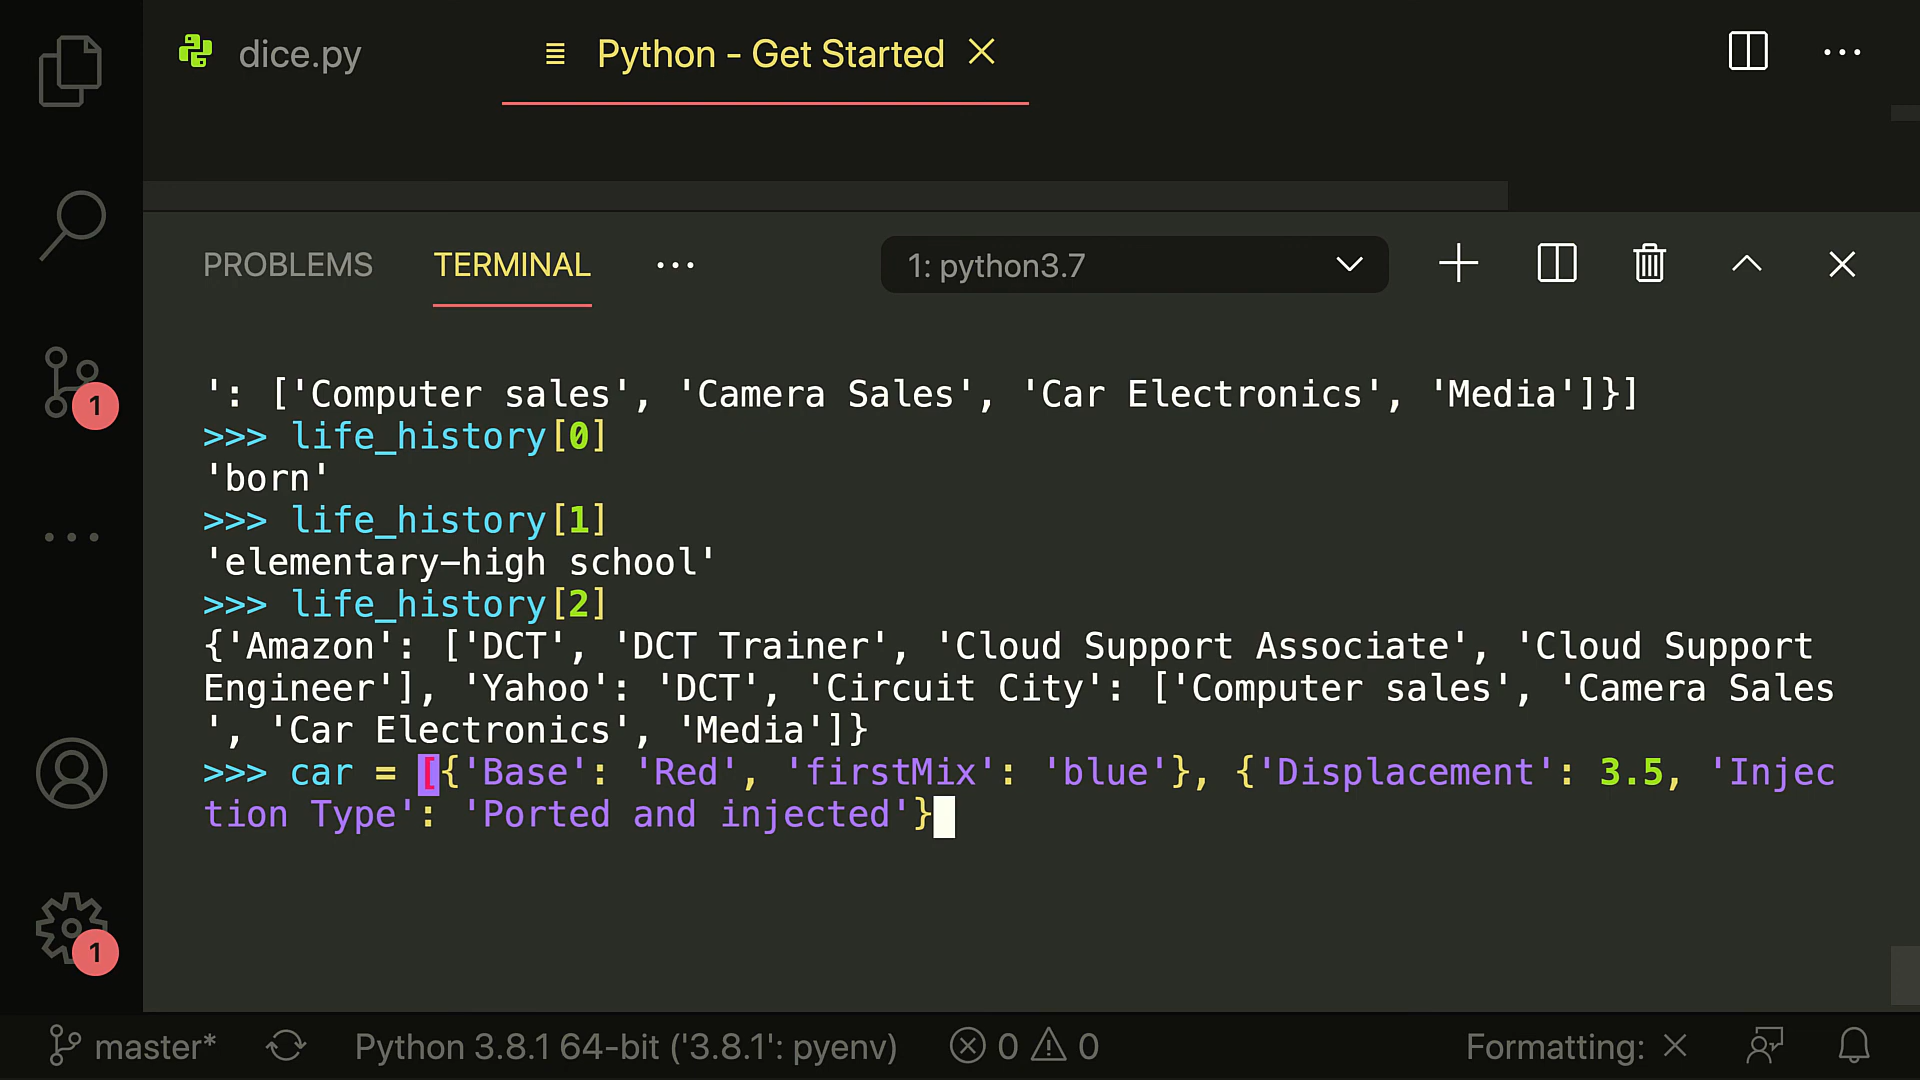 dice.py
Python - Get Started
PROBLEMS TERMINAL ... 1: python3.7
': ['Computer sales', 'Camera Sales', 'Car Electronics', 'Media']}]
>>> life_history[0]
'born'
>>> life_history[1]
'elementary-high school'
>>> life_history[2]
{'Amazon': ['DCT', 'DCT Trainer', 'Cloud Support Associate', 'Cloud Support
Engineer'], 'Yahoo': 'DCT', 'Circuit City': ['Computer sales', 'Camera Sales
', 'Car Electronics', 'Media']}
>>> car = [{'Base': 'Red', 'firstMix': 'blue'}, {'Displacement': 3.5, 'Injec
tion Type': 'Ported and injected'}
1
1
master* Python 3.8.1 64-bit ('3.8.1': pyenv) 0 0 Formatting: